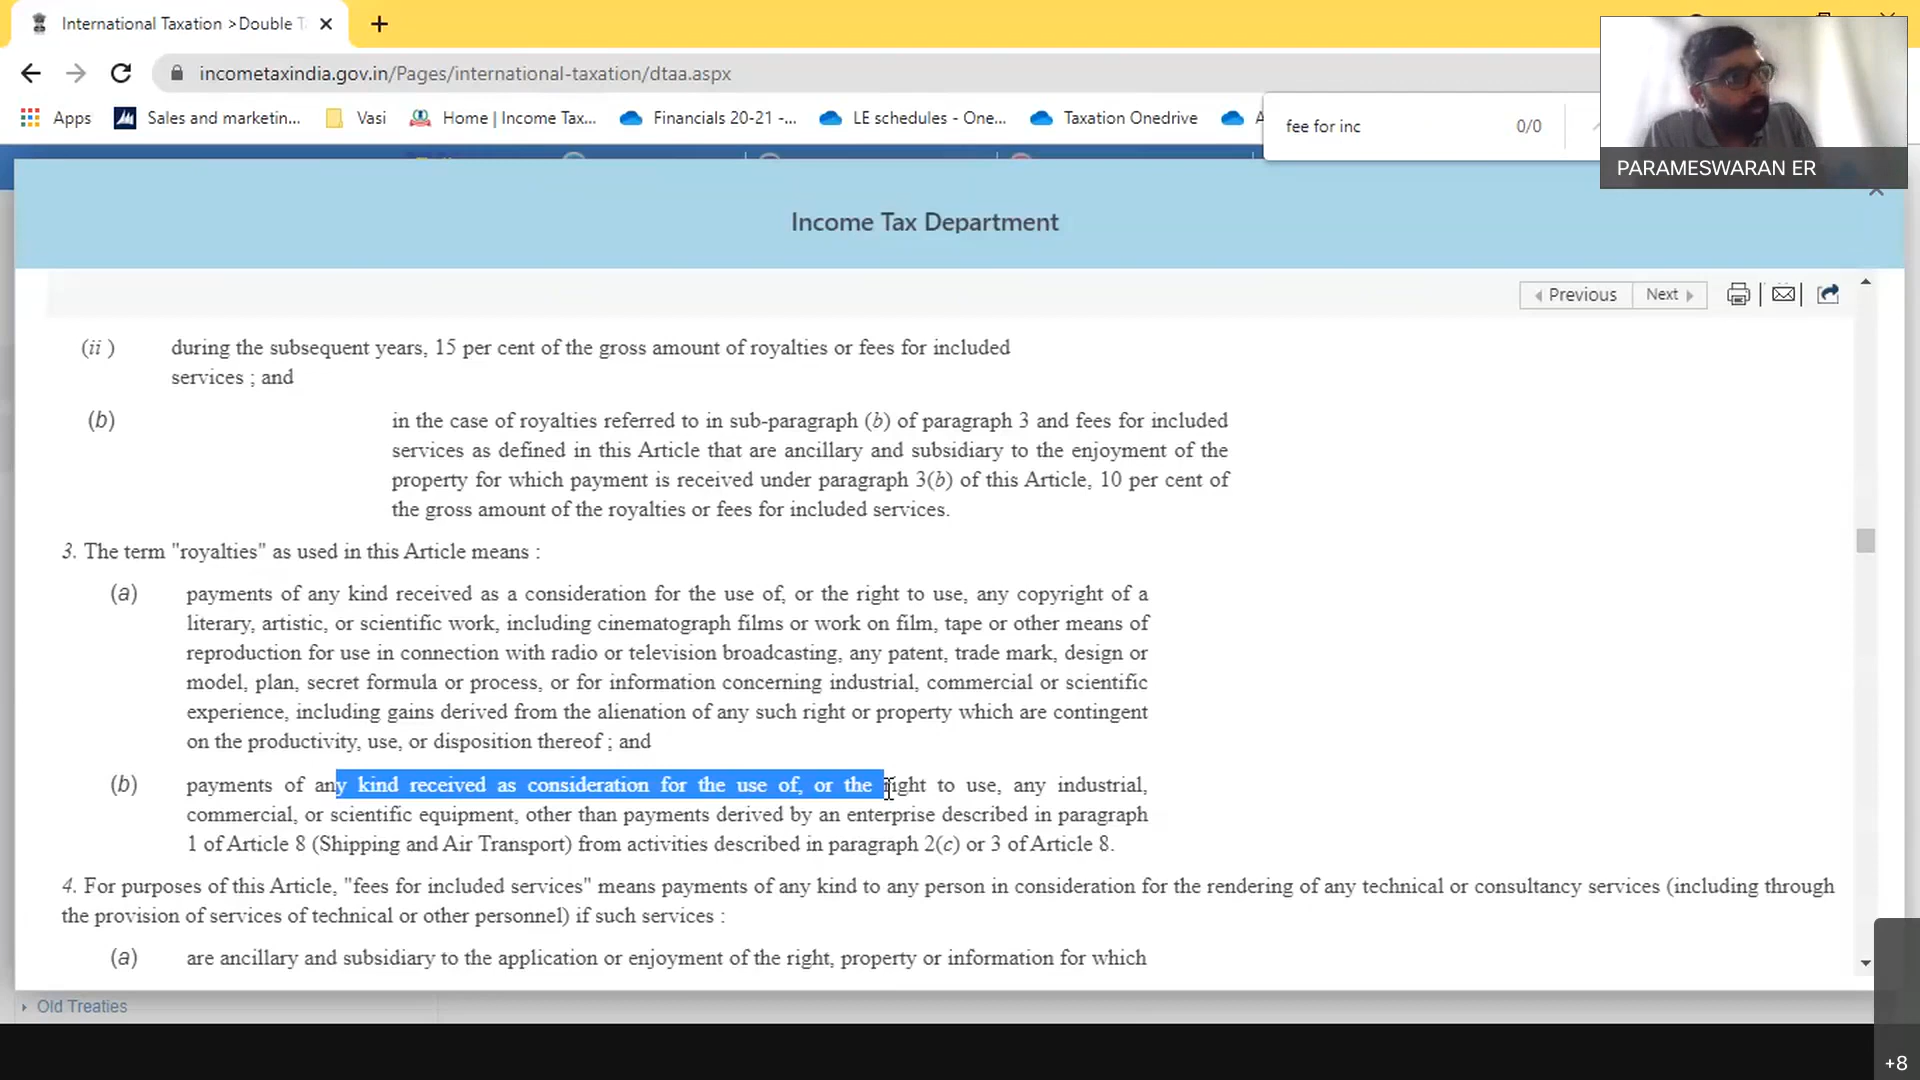 International Taxation >Double T
incometaxindia.gov.in/Pages/international-taxation/dtaa.aspx
Apps
Sales and marketin...
Vasi
Home | Income Tax...
Financials 20-21 -...
LE schedules - One...
Taxation Onedrive
A
fee for inc
0/0
PARAMESWARAN ER
Income Tax Department
Previous
Next
(ii ) during the subsequent years, 15 per cent of the gross amount of royalties or fees for included
services ; and
(b) in the case of royalties referred to in sub-paragraph (b) of paragraph 3 and fees for included
services as defined in this Article that are ancillary and subsidiary to the enjoyment of the
property for which payment is received under paragraph 3(b) of this Article, 10 per cent of
the gross amount of the royalties or fees for included services.
3. The term "royalties" as used in this Article means :
(a) payments of any kind received as a consideration for the use of, or the right to use, any copyright of a
literary, artistic, or scientific work, including cinematograph films or work on film, tape or other means of
reproduction for use in connection with radio or television broadcasting, any patent, trade mark, design or
model, plan, secret formula or process, or for information concerning industrial, commercial or scientific
experience, including gains derived from the alienation of any such right or property which are contingent
on the productivity, use, or disposition thereof ; and
(b) payments of any kind received as consideration for the use of, or the right to use, any industrial,
commercial, or scientific equipment, other than payments derived by an enterprise described in paragraph
1 of Article 8 (Shipping and Air Transport) from activities described in paragraph 2(c) or 3 of Article 8.
4. For purposes of this Article, "fees for included services" means payments of any kind to any person in consideration for the rendering of any technical or consultancy services (including through
the provision of services of technical or other personnel) if such services :
(a) are ancillary and subsidiary to the application or enjoyment of the right, property or information for which
Old Treaties
+8